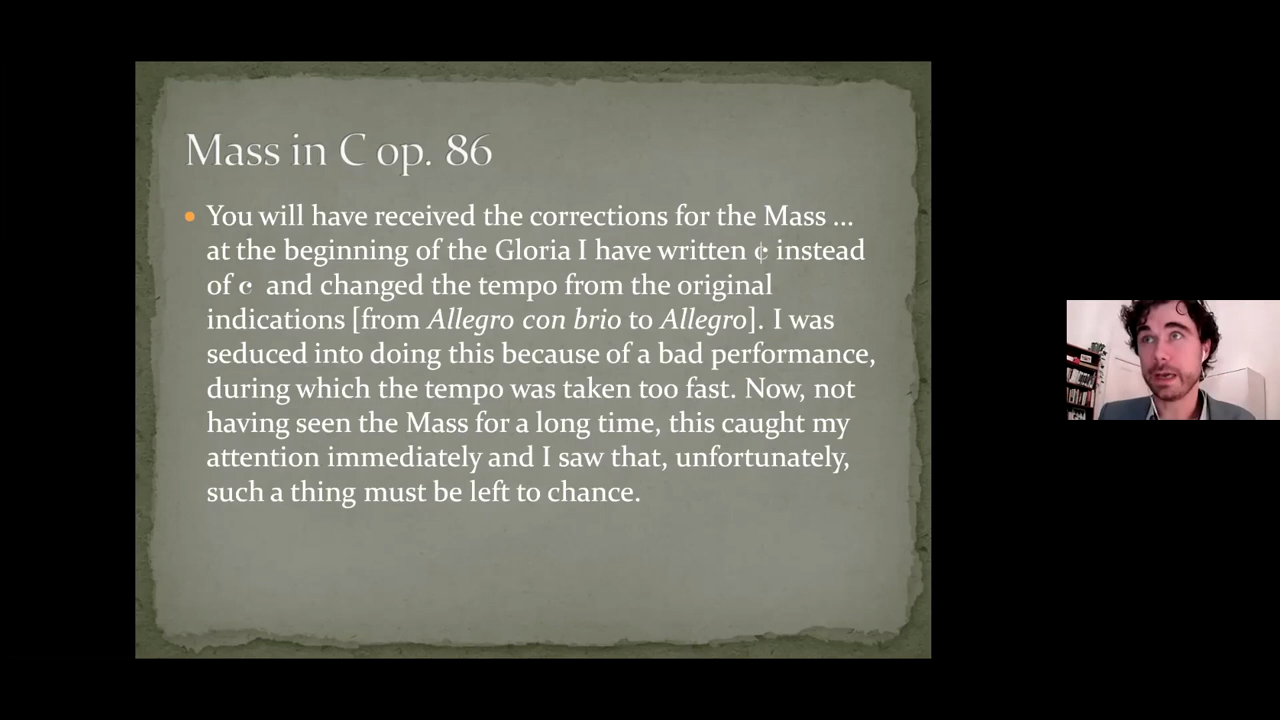 Mass in C op. 86
• You will have received the corrections for the Mass ...
at the beginning of the Gloria I have written 𝄵 instead
of 𝄴 and changed the tempo from the original
indications [from Allegro con brio to Allegro]. I was
seduced into doing this because of a bad performance,
during which the tempo was taken too fast. Now, not
having seen the Mass for a long time, this caught my
attention immediately and I saw that, unfortunately,
such a thing must be left to chance.